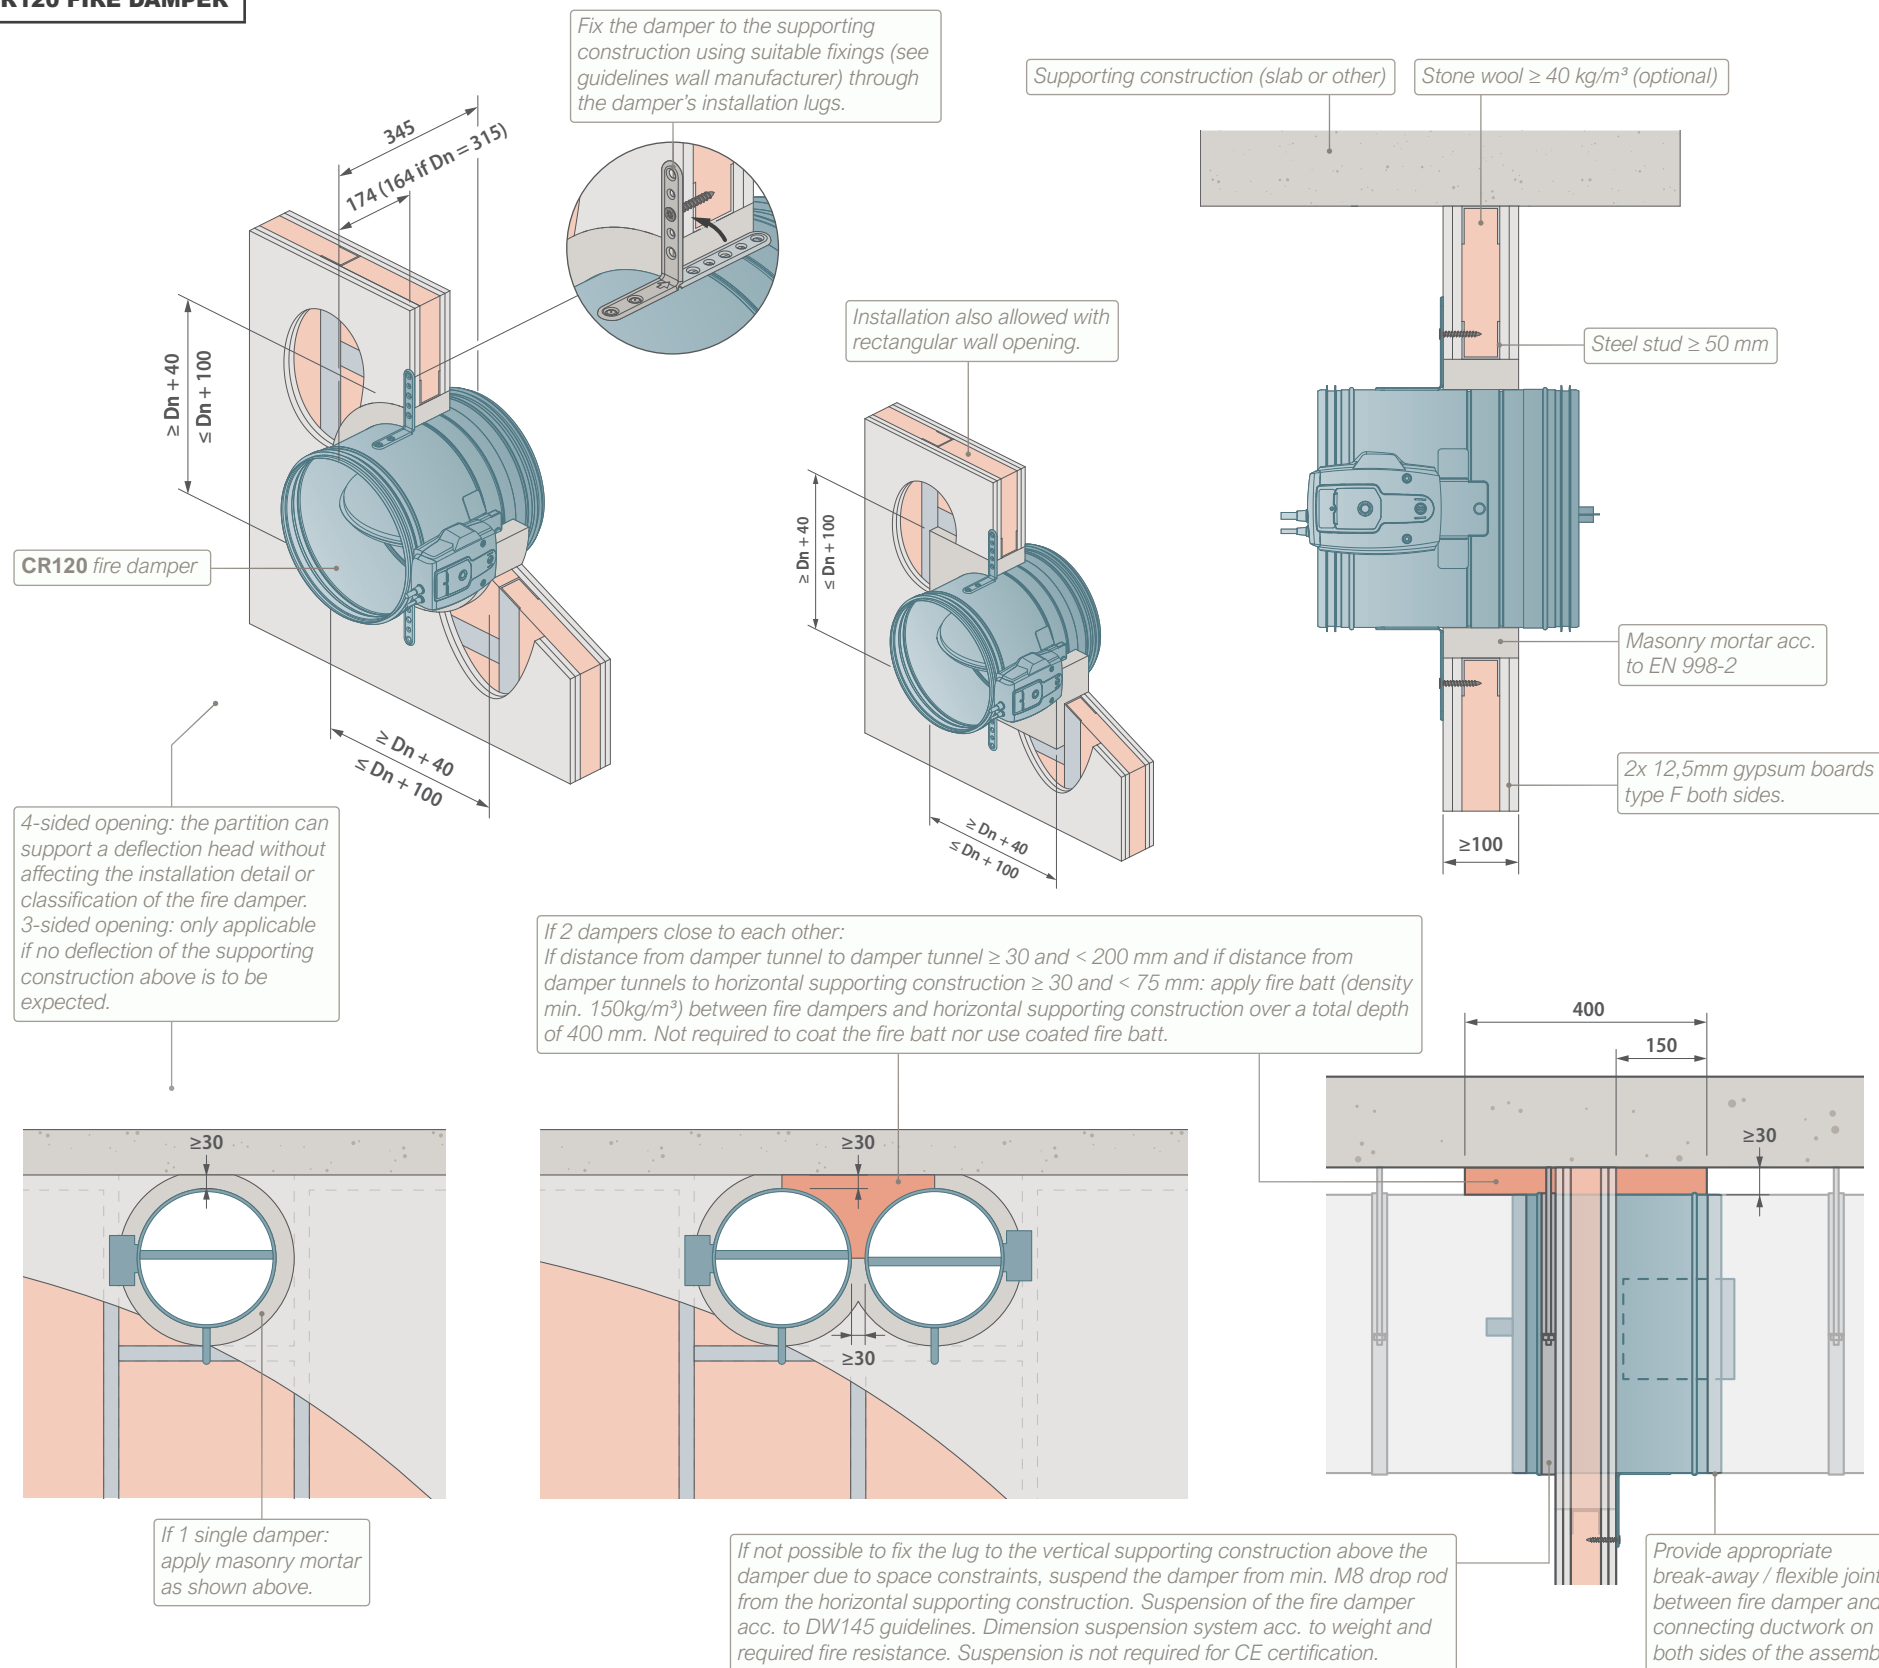 R120 FIRE DAMPER
Fix the damper to the supporting
construction using suitable fixings (see
guidelines wall manufacturer) through
the damper's installation lugs.
Supporting construction (slab or other)
Stone wool ≥ 40 kg/m³ (optional)
345
174 (164 if Dn = 315)
≥ Dn + 40
≤ Dn + 100
Installation also allowed with
rectangular wall opening.
Steel stud ≥ 50 mm
CR120 fire damper
≥ Dn + 40
≤ Dn + 100
≥ Dn + 40
≤ Dn + 100
Masonry mortar acc.
to EN 998-2
2x 12,5mm gypsum boards
type F both sides.
≥ Dn + 40
≤ Dn + 100
≥100
4-sided opening: the partition can
support a deflection head without
affecting the installation detail or
classification of the fire damper.
3-sided opening: only applicable
if no deflection of the supporting
construction above is to be
expected.
If 2 dampers close to each other:
If distance from damper tunnel to damper tunnel ≥ 30 and < 200 mm and if distance from
damper tunnels to horizontal supporting construction ≥ 30 and < 75 mm: apply fire batt (density
min. 150kg/m³) between fire dampers and horizontal supporting construction over a total depth
of 400 mm. Not required to coat the fire batt nor use coated fire batt.
400
150
≥30
≥30
≥30
≥30
If 1 single damper:
apply masonry mortar
as shown above.
If not possible to fix the lug to the vertical supporting construction above the
damper due to space constraints, suspend the damper from min. M8 drop rod
from the horizontal supporting construction. Suspension of the fire damper
acc. to DW145 guidelines. Dimension suspension system acc. to weight and
required fire resistance. Suspension is not required for CE certification.
Provide appropriate
break-away / flexible joint
between fire damper and
connecting ductwork on
both sides of the assemb